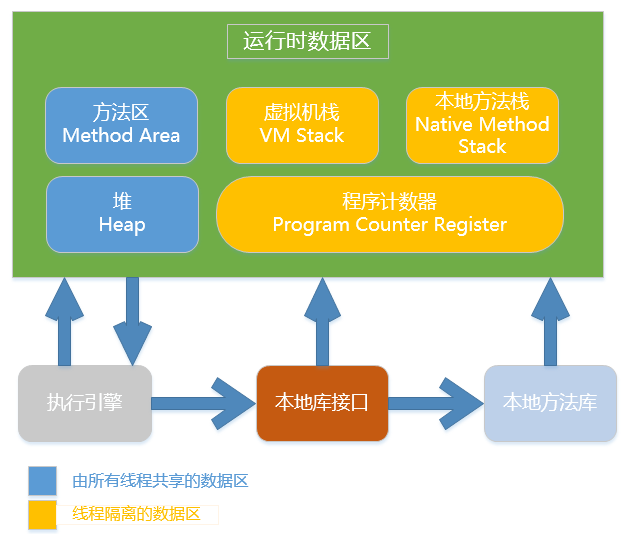 运行时数据区
方法区
Method Area
虚拟机栈
VM Stack
本地方法栈
Native Method
Stack
堆
Heap
程序计数器
Program Counter Register
执行引擎
本地库接口
本地方法库
由所有线程共享的数据区
线程隔离的数据区